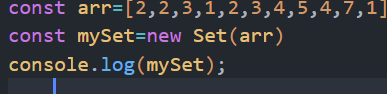 const arr=[2,2,3,1,2,3,4,5,4,7,1]
const mySet=new Set(arr)
console.log(mySet);